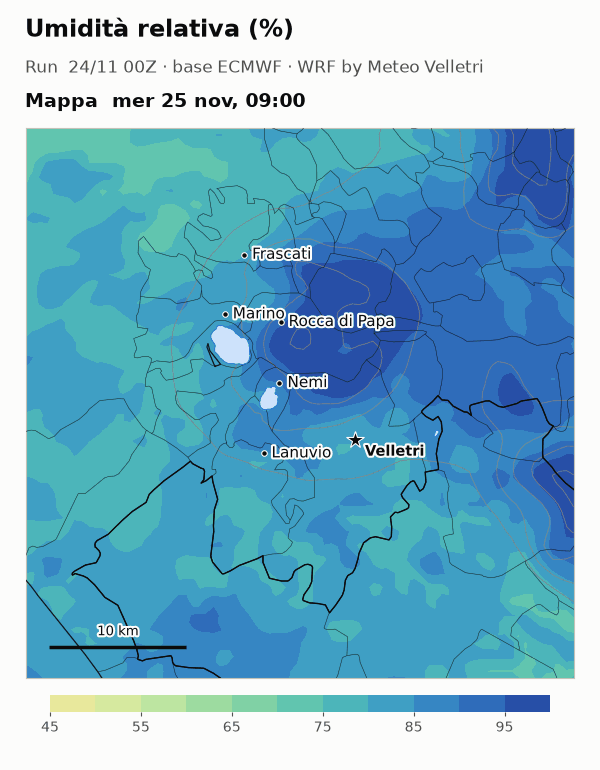 Umidità relativa (%)
Run  24/11 00Z · base ECMWF · WRF by Meteo Velletri
Mappa  mer 25 nov, 09:00
Frascati
Marino
Rocca di Papa
Nemi
Velletri
Lanuvio
10 km
45 55 65 75 85 95